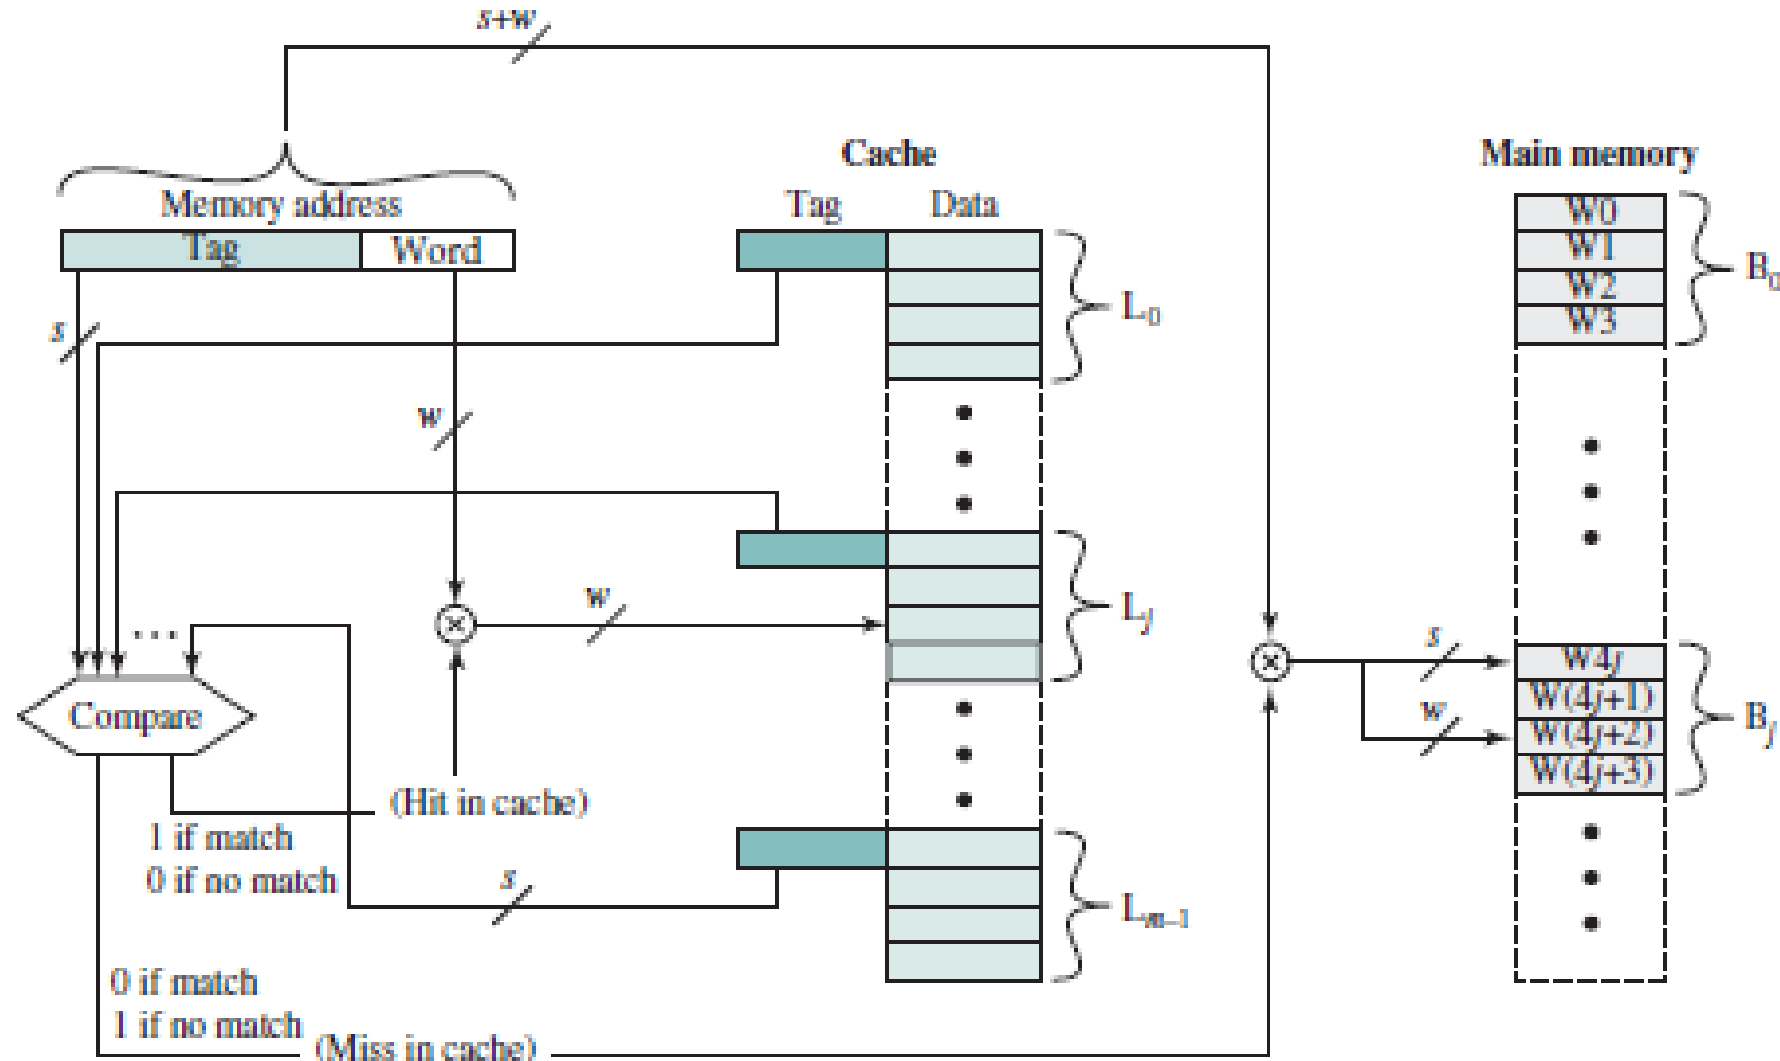 s+w
Cache
Main memory
Memory address
Tag Data
Tag Word
W0
W1
W2
W3
B0
L0
s
w
w
Lj
s
w
W4j
W(4j+1)
W(4j+2)
W(4j+3)
Bj
...
Compare
(Hit in cache)
1 if match
0 if no match
s
Lm–1
0 if match
1 if no match
(Miss in cache)